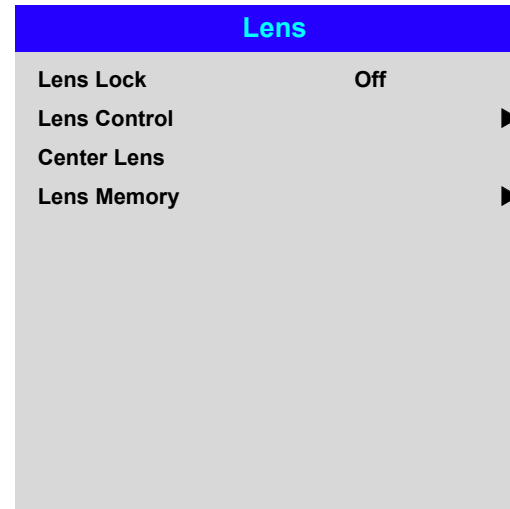 Lens
Lens Lock Off
Lens Control
Center Lens
Lens Memory